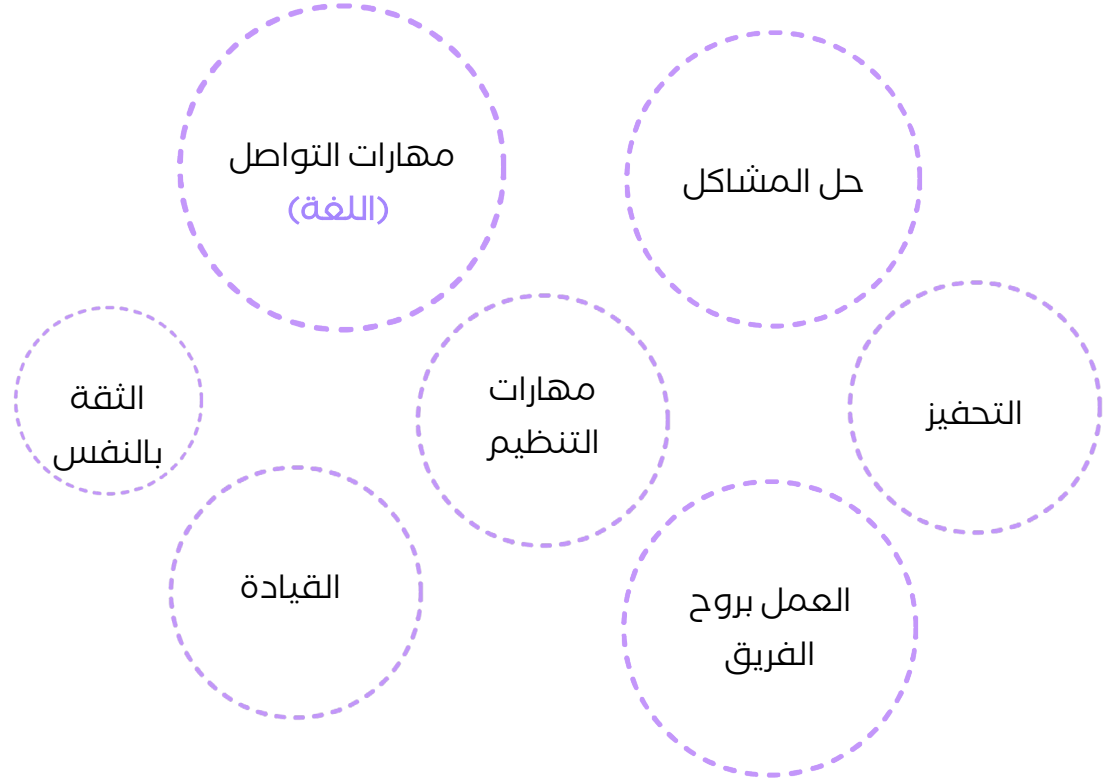 حل المشاكل
مهارات التواصل
(اللغة)
التحفيز
مهارات
التنظيم
الثقة
بالنفس
العمل بروح
الفريق
القيادة